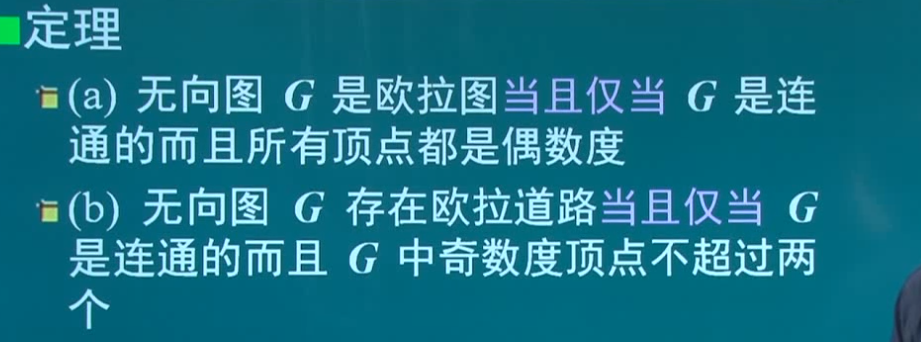 定理
(a) 无向图 G 是欧拉图当且仅当 G 是连
通的而且所有顶点都是偶数度
(b) 无向图 G 存在欧拉道路当且仅当 G
是连通的而且 G 中奇数度顶点不超过两
个